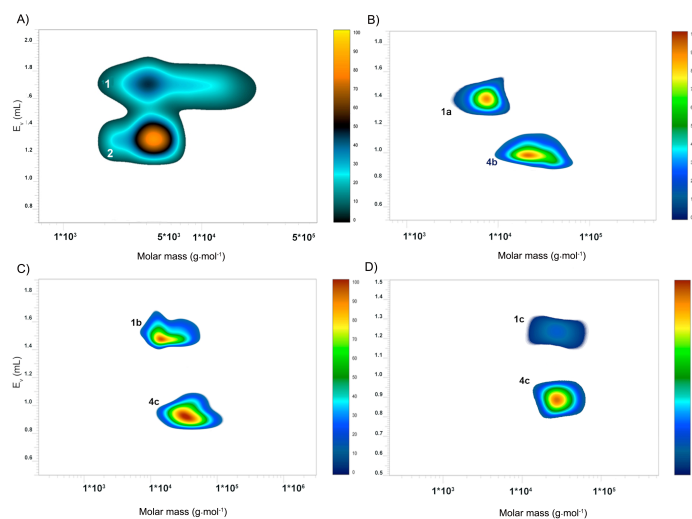 A)
2.0
1.8
1.6
1.4
1.2
1.0
0.8
Eᵥ (mL)
1
2
1*10³ 5*10³ 1*10⁴ 5*10⁵
Molar mass (g·mol⁻¹)
100
90
80
70
60
50
40
30
20
10
0
B)
1.8
1.6
1.4
1.2
1.0
0.8
0.6
1a
4b
1*10³ 1*10⁴ 1*10⁵
Molar mass (g·mol⁻¹)
C)
1.8
1.6
1.4
1.2
1.0
0.8
0.6
Eᵥ (mL)
1b
4c
1*10³ 1*10⁴ 1*10⁵ 1*10⁶
Molar mass (g·mol⁻¹)
100
90
80
70
60
50
40
30
20
10
0
D)
1.5
1.4
1.3
1.2
1.1
1.0
0.9
0.8
0.7
0.6
0.5
1c
4c
1*10³ 1*10⁴ 1*10⁵
Molar mass (g·mol⁻¹)